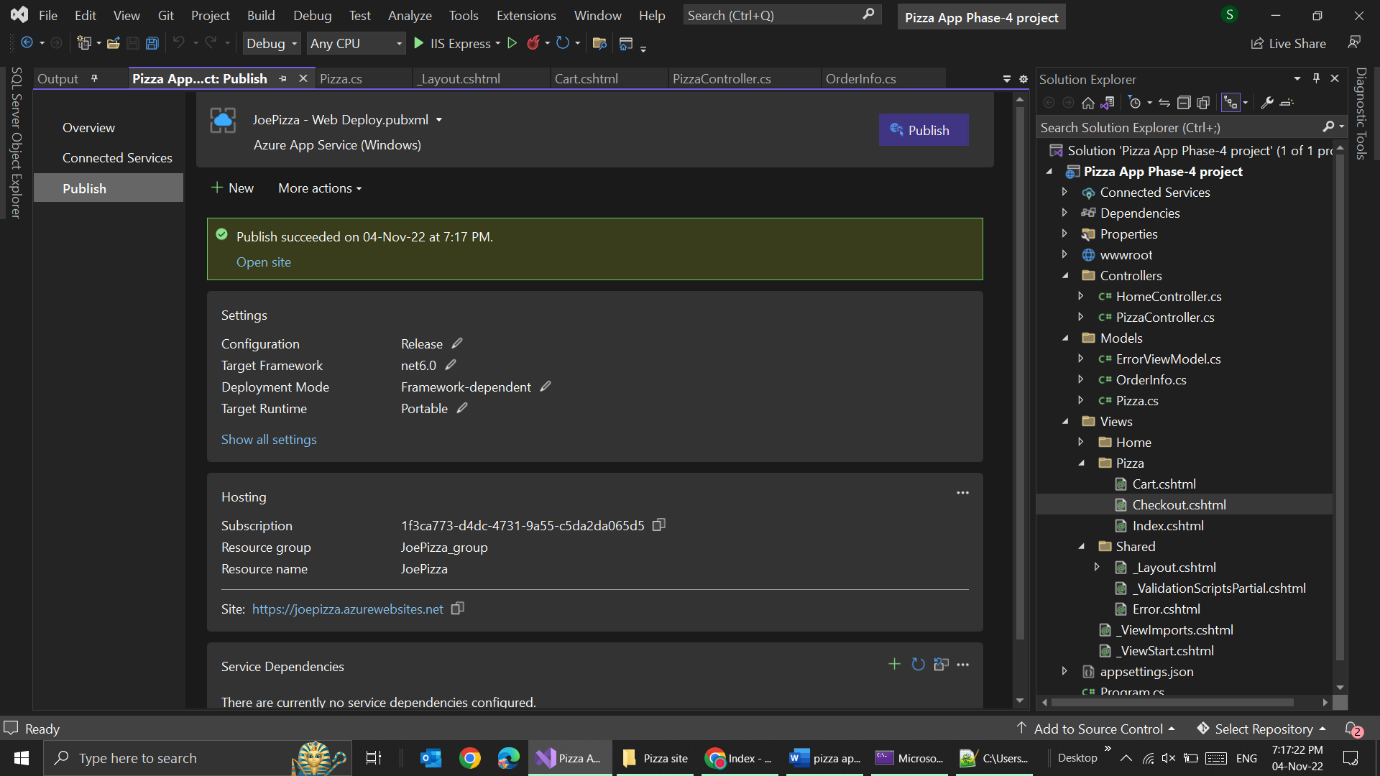 File Edit View Git Project Build Debug Test Analyze Tools Extensions Window Help Search (Ctrl+Q) Pizza App Phase-4 project S
Debug Any CPU IIS Express Live Share
Output Pizza App...ct: Publish Pizza.cs _Layout.cshtml Cart.cshtml PizzaController.cs OrderInfo.cs
SQL Server Object Explorer
Overview
Connected Services
Publish
JoePizza - Web Deploy.pubxml
Azure App Service (Windows)
Publish
New More actions
Publish succeeded on 04-Nov-22 at 7:17 PM.
Open site
Settings
Configuration Release
Target Framework net6.0
Deployment Mode Framework-dependent
Target Runtime Portable
Show all settings
Hosting
Subscription 1f3ca773-d4dc-4731-9a55-c5da2da065d5
Resource group JoePizza_group
Resource name JoePizza
Site: https://joepizza.azurewebsites.net
Service Dependencies
There are currently no service dependencies configured.
Solution Explorer
Search Solution Explorer (Ctrl+;)
Solution 'Pizza App Phase-4 project' (1 of 1 pr
Pizza App Phase-4 project
Connected Services
Dependencies
Properties
wwwroot
Controllers
C# HomeController.cs
C# PizzaController.cs
Models
C# ErrorViewModel.cs
C# OrderInfo.cs
C# Pizza.cs
Views
Home
Pizza
Cart.cshtml
Checkout.cshtml
Index.cshtml
Shared
_Layout.cshtml
_ValidationScriptsPartial.cshtml
Error.cshtml
_ViewImports.cshtml
_ViewStart.cshtml
appsettings.json
C# Program.cs
Diagnostic Tools
Ready Add to Source Control Select Repository 2
Type here to search Pizza A... Pizza site Index - ... pizza ap... Microso... C:\Users... Desktop ENG 7:17:22 PM
04-Nov-22